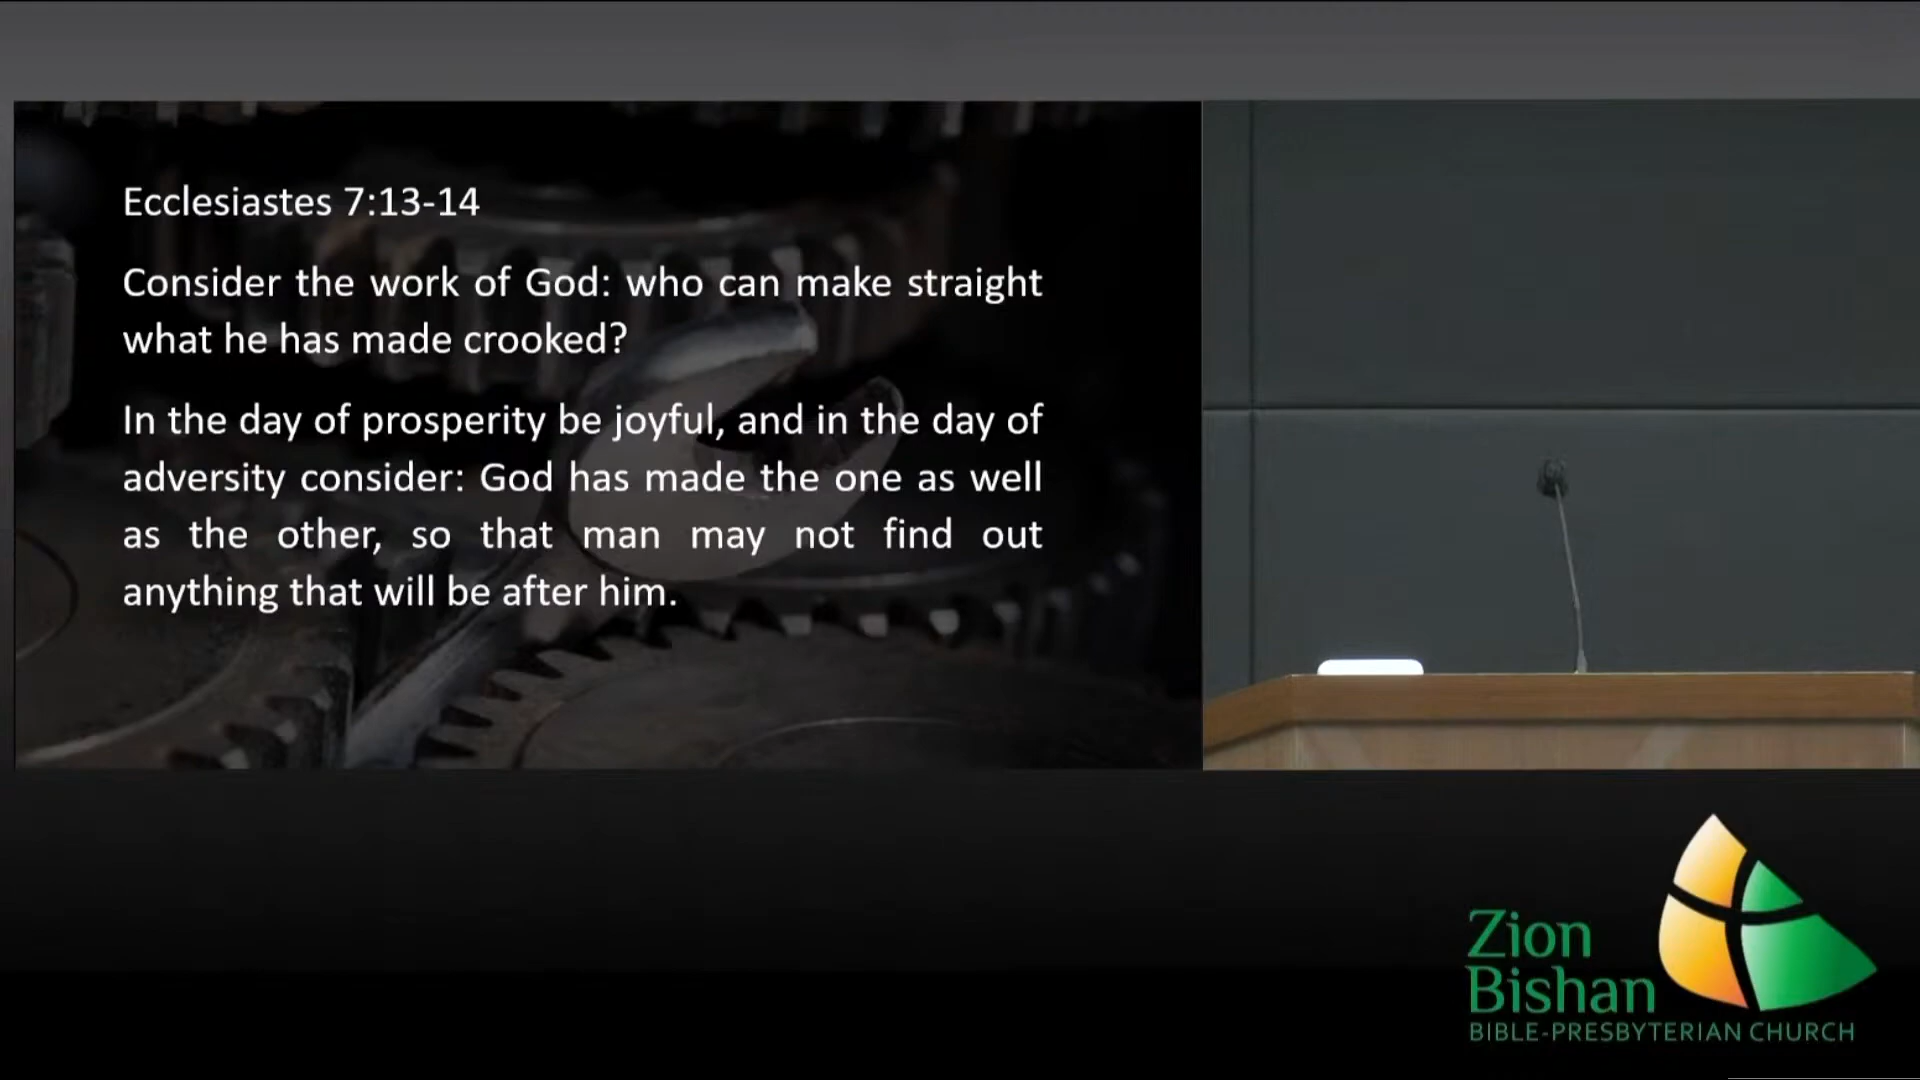 Ecclesiastes 7:13-14
Consider the work of God: who can make straight
what he has made crooked?
In the day of prosperity be joyful, and in the day of
adversity consider: God has made the one as well
as the other, so that man may not find out
anything that will be after him.
Zion
Bishan
BIBLE-PRESBYTERIAN CHURCH